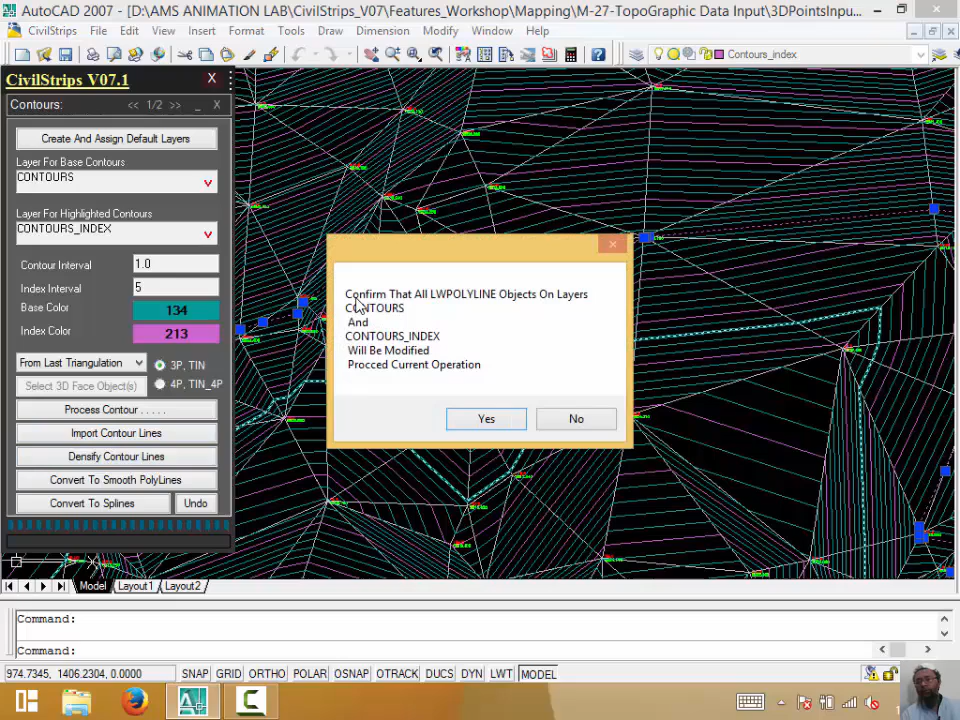 AutoCAD 2007 - [D:\AMS ANIMATION LAB\CivilStrips_V07\Features_Workshop\Mapping\M-27-TopoGraphic Data Input\3DPointsInpu...
CivilStrips File Edit View Insert Format Tools Draw Dimension Modify Window Help
Contours_index
CivilStrips V07.1 X
Contours: << 1/2 >> _ X
Create And Assign Default Layers
Layer For Base Contours
CONTOURS
Layer For Highlighted Contours
CONTOURS_INDEX
Contour Interval 1.0
Index Interval 5
Base Color 134
Index Color 213
From Last Triangulation 3P, TIN
Select 3D Face Object(s) 4P, TIN_4P
Process Contour . . . . .
Import Contour Lines
Densify Contour Lines
Convert To Smooth PolyLines
Convert To Splines Undo
Confirm That All LWPOLYLINE Objects On Layers
CONTOURS
And
CONTOURS_INDEX
Will Be Modified
Procced Current Operation
Yes No
Model Layout1 Layout2
Command:
Command:
974.7345, 1406.2304, 0.0000 SNAP GRID ORTHO POLAR OSNAP OTRACK DUCS DYN LWT MODEL